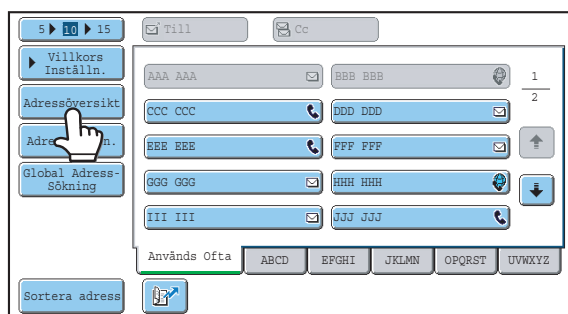 5 10 15
Till
Cc
Villkors
Inställn.
AAA AAA
BBB BBB
1
2
Adressöversikt
CCC CCC
DDD DDD
EEE EEE
FFF FFF
Global Adress-
Sökning
GGG GGG
HHH HHH
III III
JJJ JJJ
Används Ofta
ABCD
EFGHI
JKLMN
OPQRST
UVWXYZ
Sortera adress